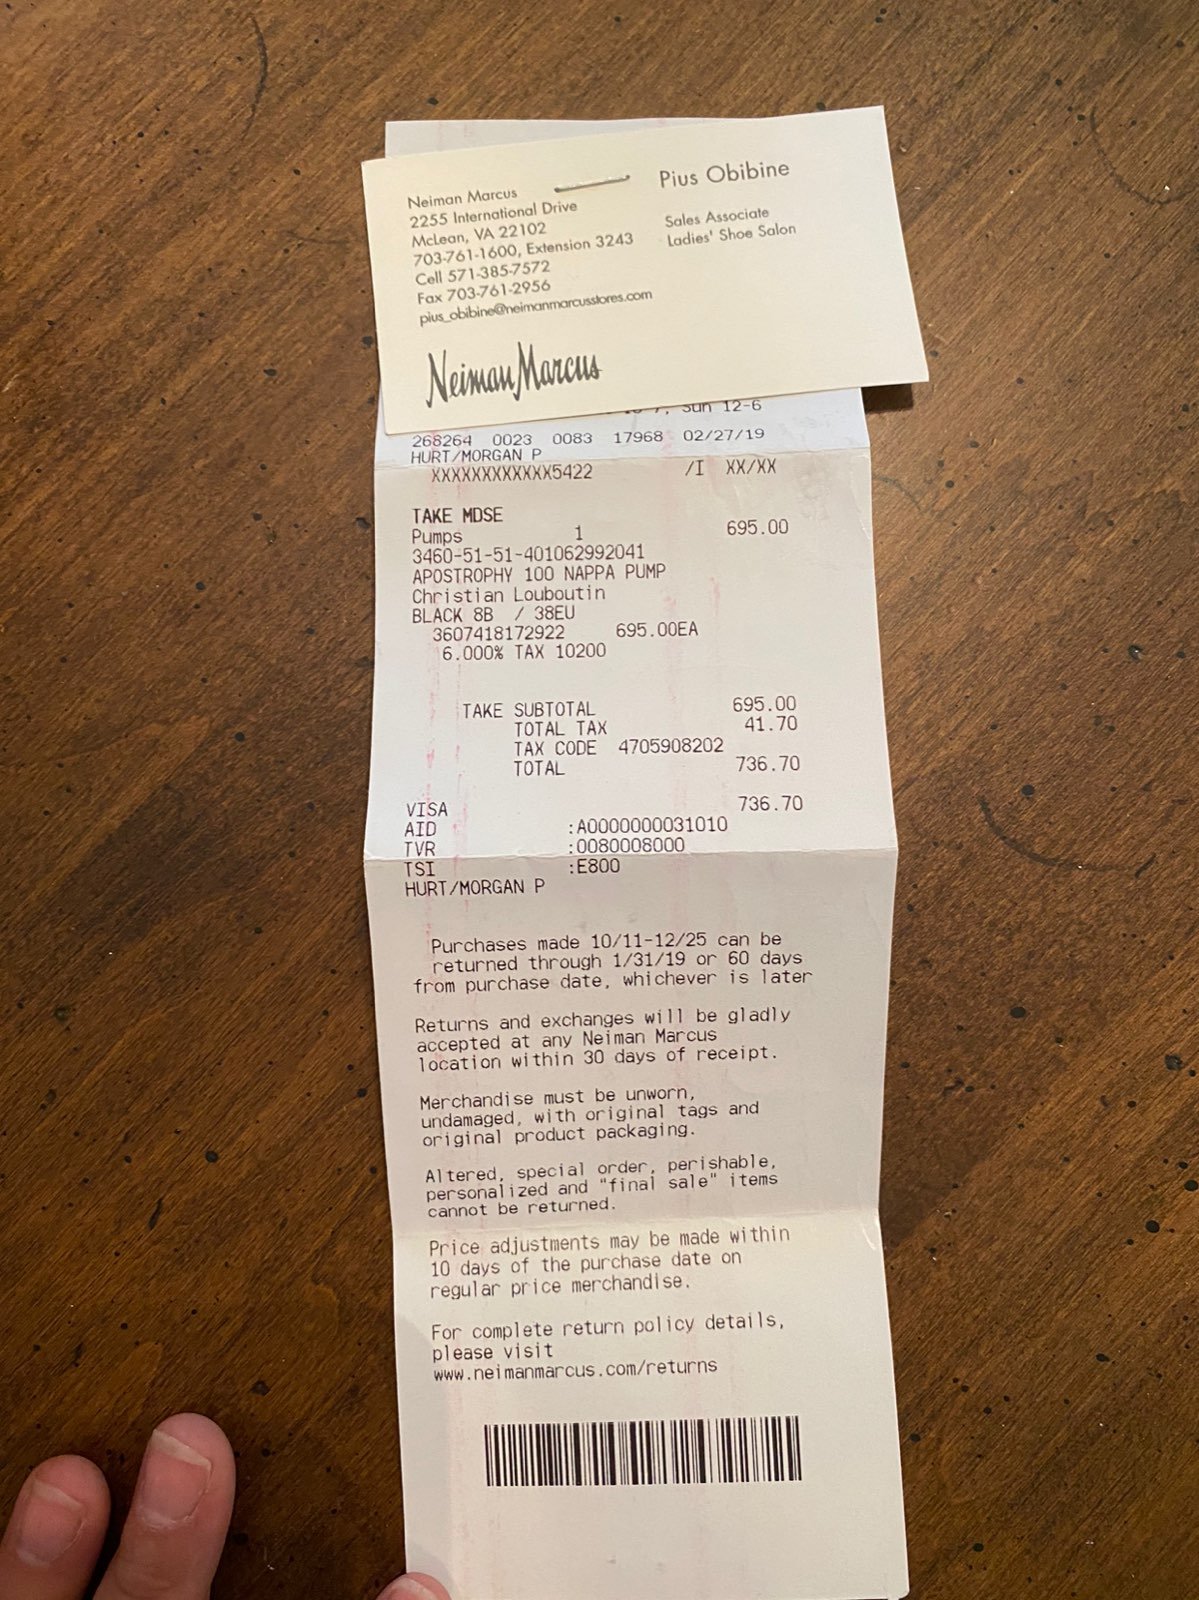 Neiman Marcus
2255 International Drive
McLean, VA 22102
703-761-1600, Extension 3243
Cell 571-385-7572
Fax 703-761-2956
pius_obibine@neimanmarcusstores.com
Pius Obibine
Sales Associate
Ladies' Shoe Salon
Neiman Marcus
Sun 12-6
268264 0023 0083 17968 02/27/19
HURT/MORGAN P
XXXXXXXXXXXX5422 /I XX/XX
TAKE MDSE
Pumps 1 695.00
3460-51-51-401062992041
APOSTROPHY 100 NAPPA PUMP
Christian Louboutin
BLACK 8B / 38EU
3607418172922 695.00EA
6.000% TAX 10200
TAKE SUBTOTAL 695.00
TOTAL TAX 41.70
TAX CODE 4705908202
TOTAL 736.70
VISA 736.70
AID :A0000000031010
TVR :0080008000
TSI :E800
HURT/MORGAN P
Purchases made 10/11-12/25 can be
returned through 1/31/19 or 60 days
from purchase date, whichever is later
Returns and exchanges will be gladly
accepted at any Neiman Marcus
location within 30 days of receipt.
Merchandise must be unworn,
undamaged, with original tags and
original product packaging.
Altered, special order, perishable,
personalized and "final sale" items
cannot be returned.
Price adjustments may be made within
10 days of the purchase date on
regular price merchandise.
For complete return policy details,
please visit
www.neimanmarcus.com/returns